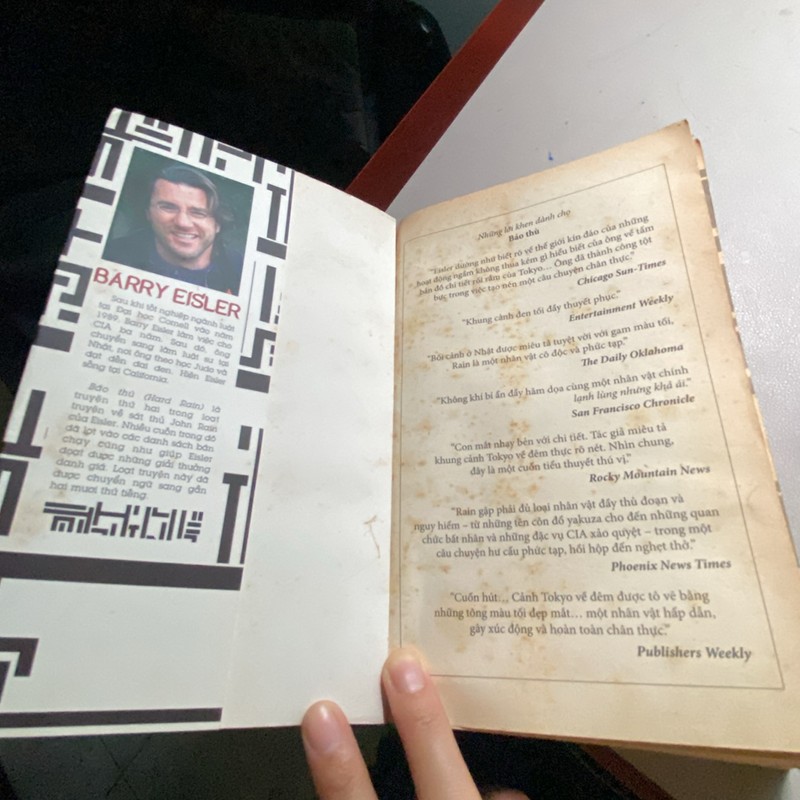 BARRY EISLER
Sau khi tốt nghiệp ngành luật
tại Đại học Cornell vào năm
1989, Barry Eisler làm việc cho
CIA ba năm. Sau đó, ông
chuyển sang làm luật sư tại
Nhật, nơi ông theo học Judo và
đạt đến đai đen. Hiện Eisler
sống tại California.
Báo thù (Hard Rain) là
truyện thứ hai trong loạt
truyện về sát thủ John Rain
của Eisler. Nhiều cuốn trong đó
đã lọt vào các danh sách bán
chạy cũng như giúp Eisler
đoạt được những giải thưởng
danh giá. Loạt truyện này đã
được chuyển ngữ sang gần
hai mươi thứ tiếng.
Những lời khen dành cho
Báo thù
"Eisler dường như biết rõ về thế giới kín đáo của những
hoạt động ngầm không thua kém gì hiểu biết của ông về tấm
bản đồ chi tiết rối rắm của Tokyo... Ông đã thành công tột
bực trong việc tạo nên một câu chuyện chân thực."
Chicago Sun-Times
"Khung cảnh đen tối đầy thuyết phục."
Entertainment Weekly
"Bối cảnh ở Nhật được miêu tả tuyệt vời với gam màu tối,
Rain là một nhân vật cô độc và phức tạp."
The Daily Oklahoma
"Không khí bí ẩn đầy hăm dọa cùng một nhân vật chính
lạnh lùng nhưng khả ái."
San Francisco Chronicle
"Con mắt nhạy bén với chi tiết. Tác giả miêu tả
khung cảnh Tokyo về đêm thực rõ nét. Nhìn chung,
đây là một cuốn tiểu thuyết thú vị."
Rocky Mountain News
"Rain gặp phải đủ loại nhân vật đầy thủ đoạn và
nguy hiểm – từ những tên côn đồ yakuza cho đến những quan
chức bất nhân và những đặc vụ CIA xảo quyệt – trong một
câu chuyện hư cấu phức tạp, hồi hộp đến nghẹt thở."
Phoenix News Times
"Cuốn hút... Cảnh Tokyo về đêm được tô vẽ bằng
những tông màu tối đẹp mắt... một nhân vật hấp dẫn,
gây xúc động và hoàn toàn chân thực."
Publishers Weekly